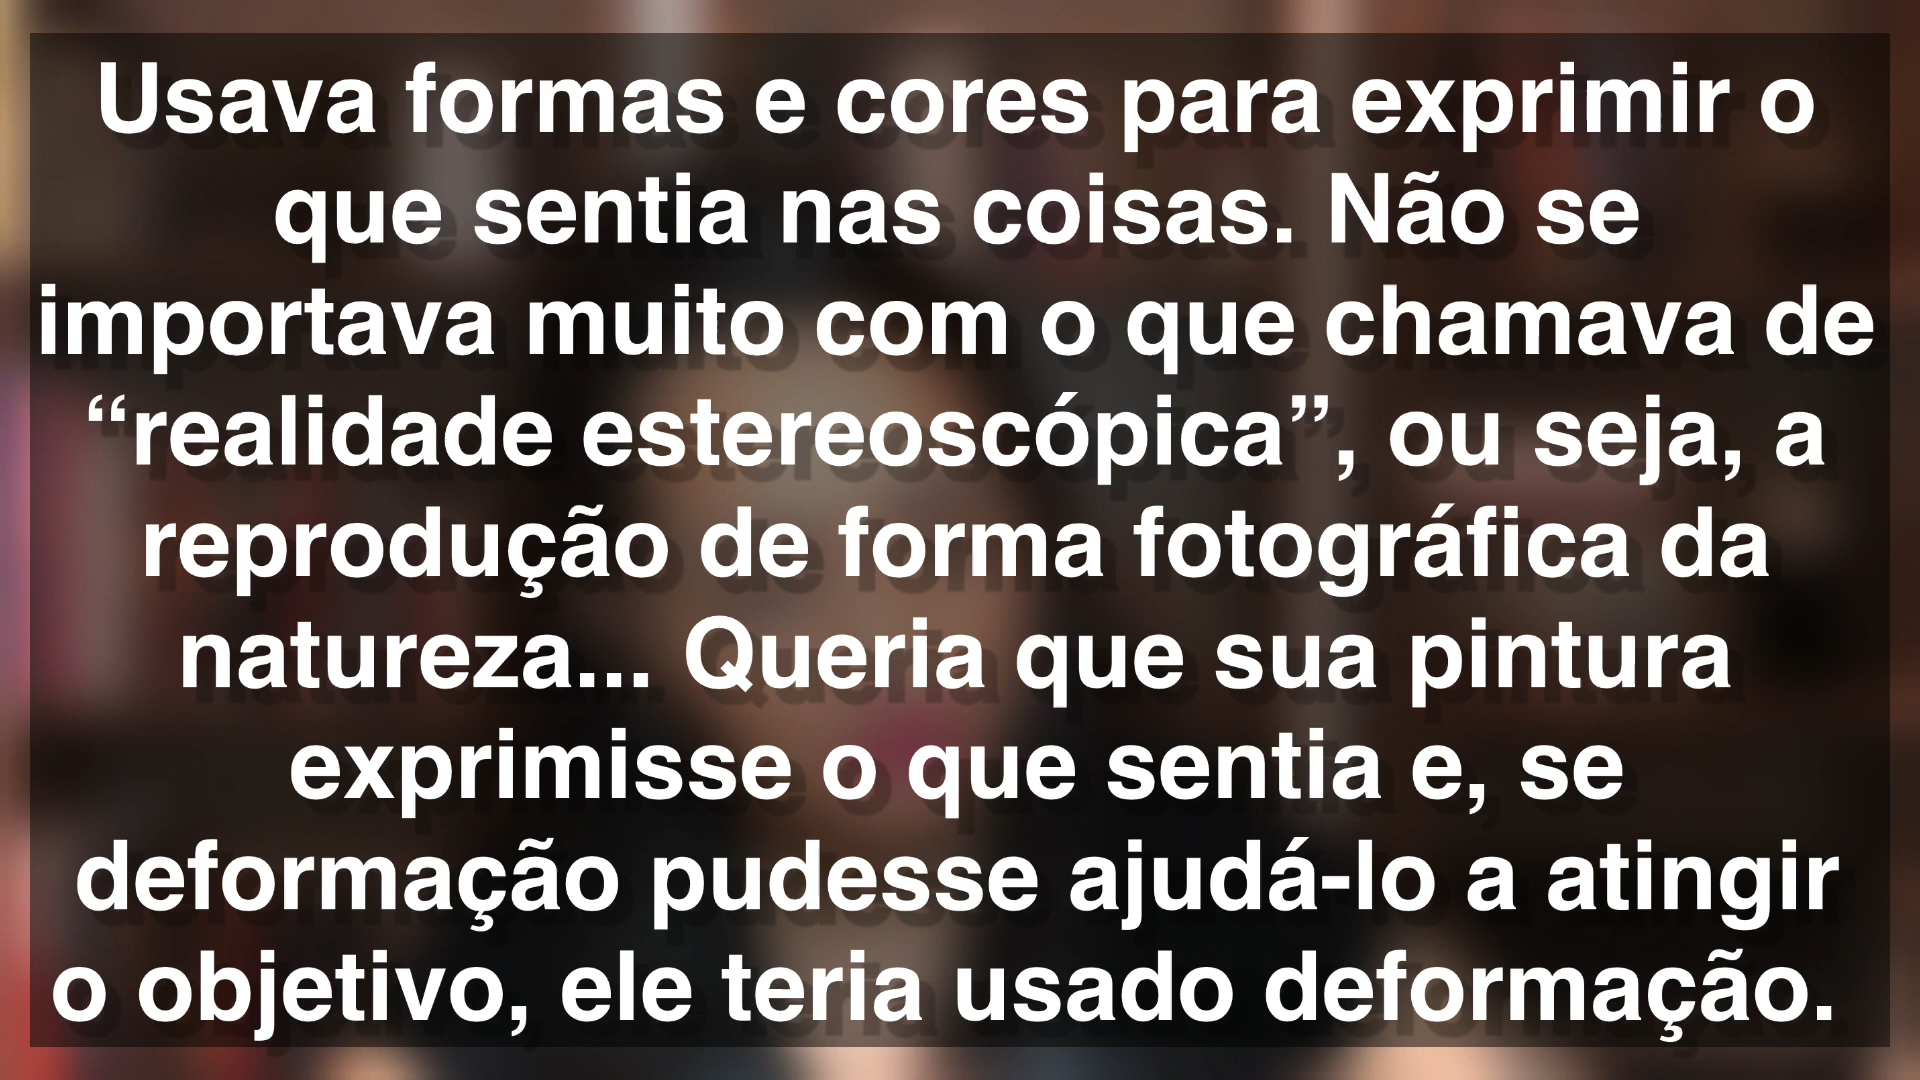 Usava formas e cores para exprimir o
que sentia nas coisas. Não se
importava muito com o que chamava de
“realidade estereoscópica”, ou seja, a
reprodução de forma fotográfica da
natureza... Queria que sua pintura
exprimisse o que sentia e, se
deformação pudesse ajudá-lo a atingir
o objetivo, ele teria usado deformação.